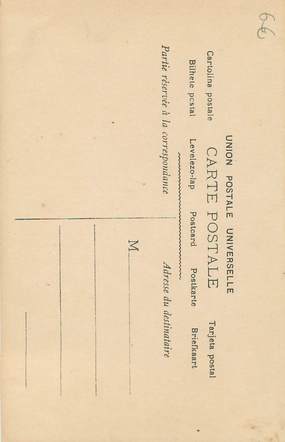 UNION POSTALE UNIVERSELLE
CARTE POSTALE
Cartolina postale
Tarjeta postal
Bilhete postal Levelezo-lap Postcard Postkarte Briefkaart
Partie réservée à la correspondance
Adresse du destinataire
M